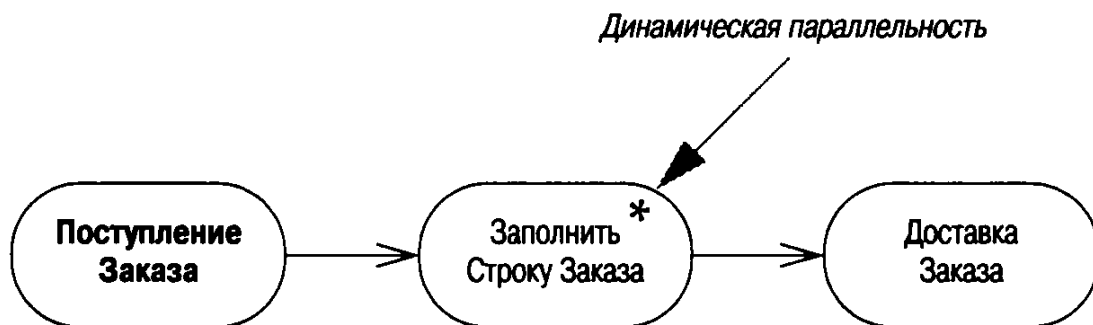 Динамическая параллельность
Поступление
Заказа
Заполнить *
Строку Заказа
Доставка
Заказа